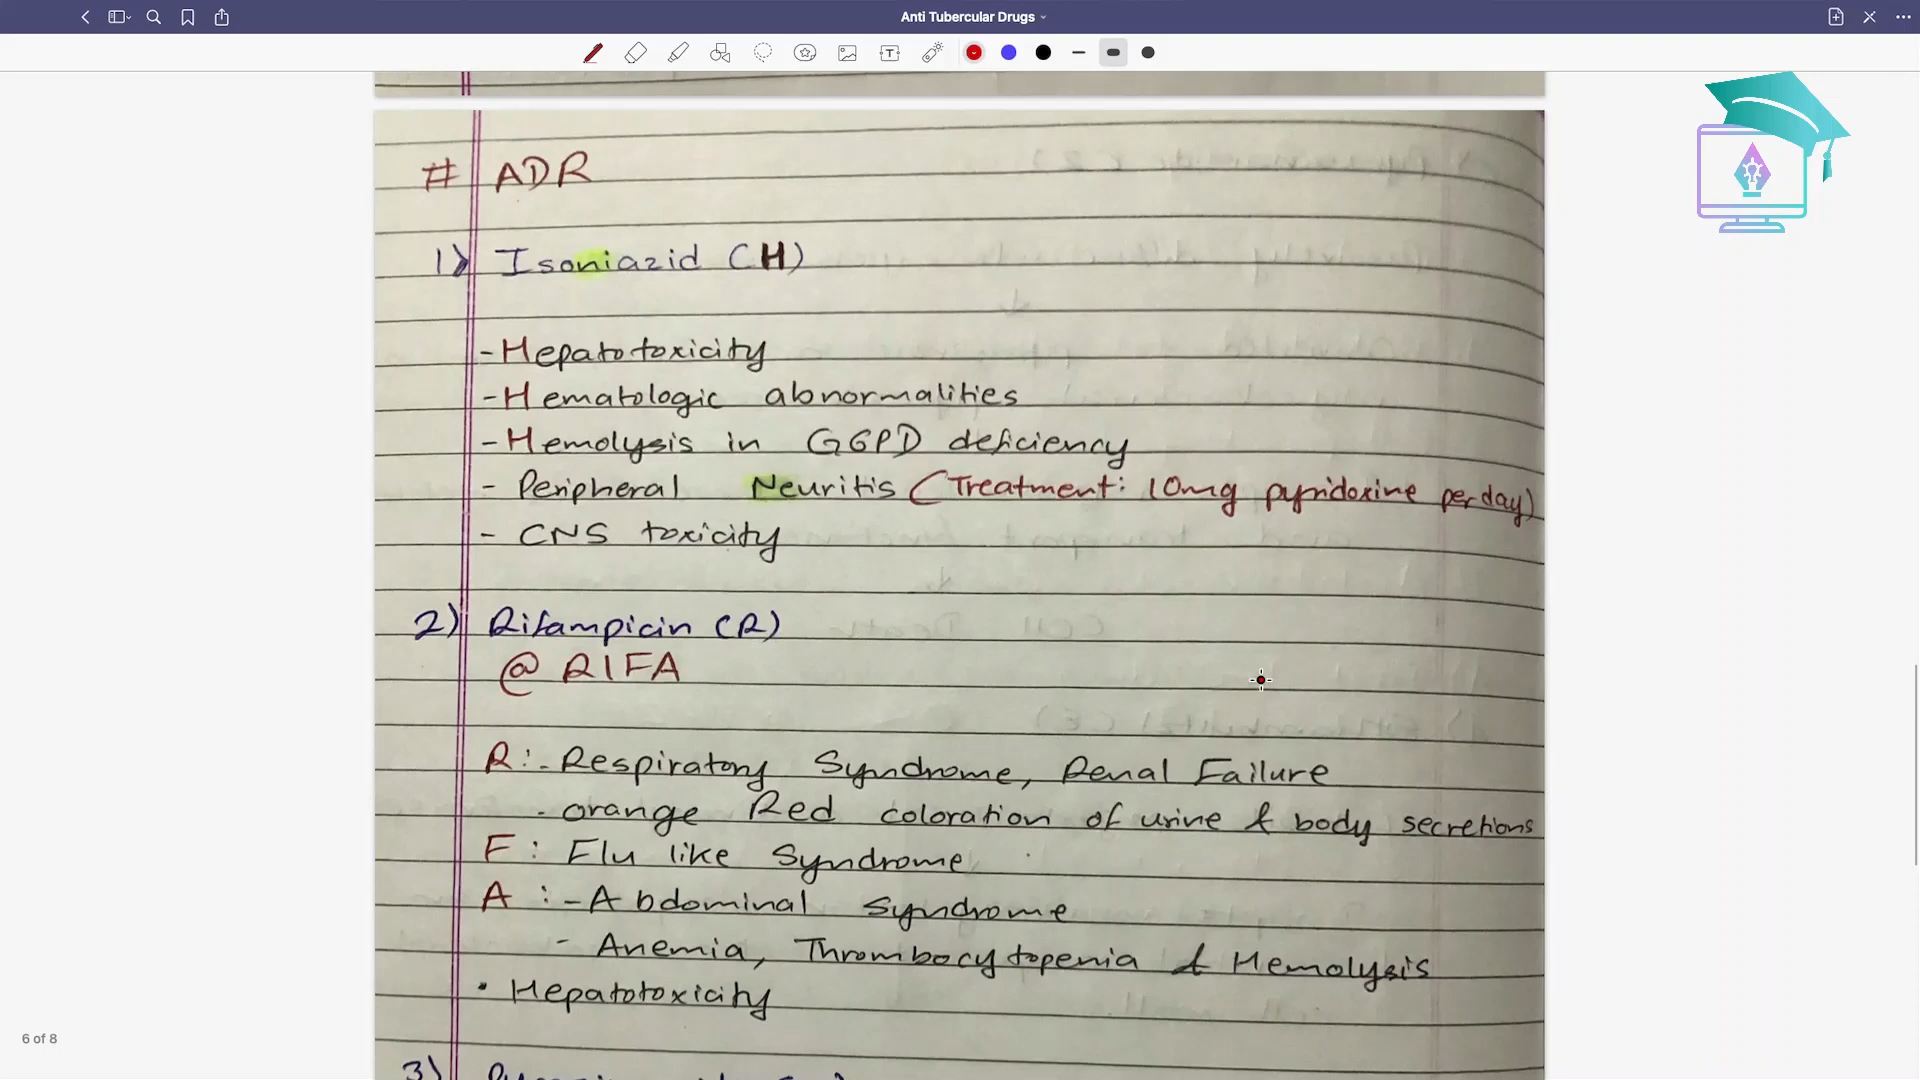 Anti Tubercular Drugs
# ADR
1) Isoniazid (H)
- Hepatotoxicity
- Hematologic abnormalities
- Hemolysis in G6PD deficiency
- Peripheral Neuritis (Treatment: 10mg pyridoxine per day)
- CNS toxicity
2) Rifampicin (R)
@ RIFA
R :- Respiratory Syndrome, Renal Failure
- orange Red coloration of urine & body secretions
F : Flu like Syndrome
A : - Abdominal Syndrome
- Anemia, Thrombocytopenia & Hemolysis
• Hepatotoxicity
6 of 8
3)